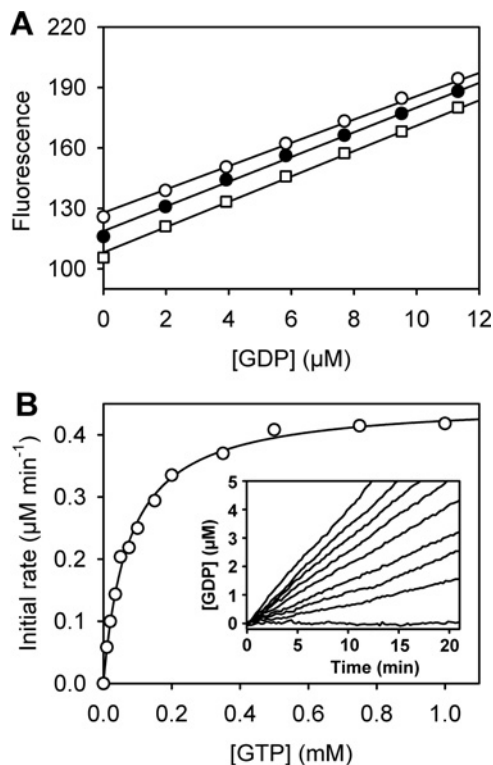 A
220
190
160
130
100
Fluorescence
0 2 4 6 8 10 12
[GDP] (µM)
B
0.4
0.3
0.2
0.1
0.0
Initial rate (µM min⁻¹)
5
4
3
2
1
0
[GDP] (µM)
0 5 10 15 20
Time (min)
0.0 0.2 0.4 0.6 0.8 1.0
[GTP] (mM)